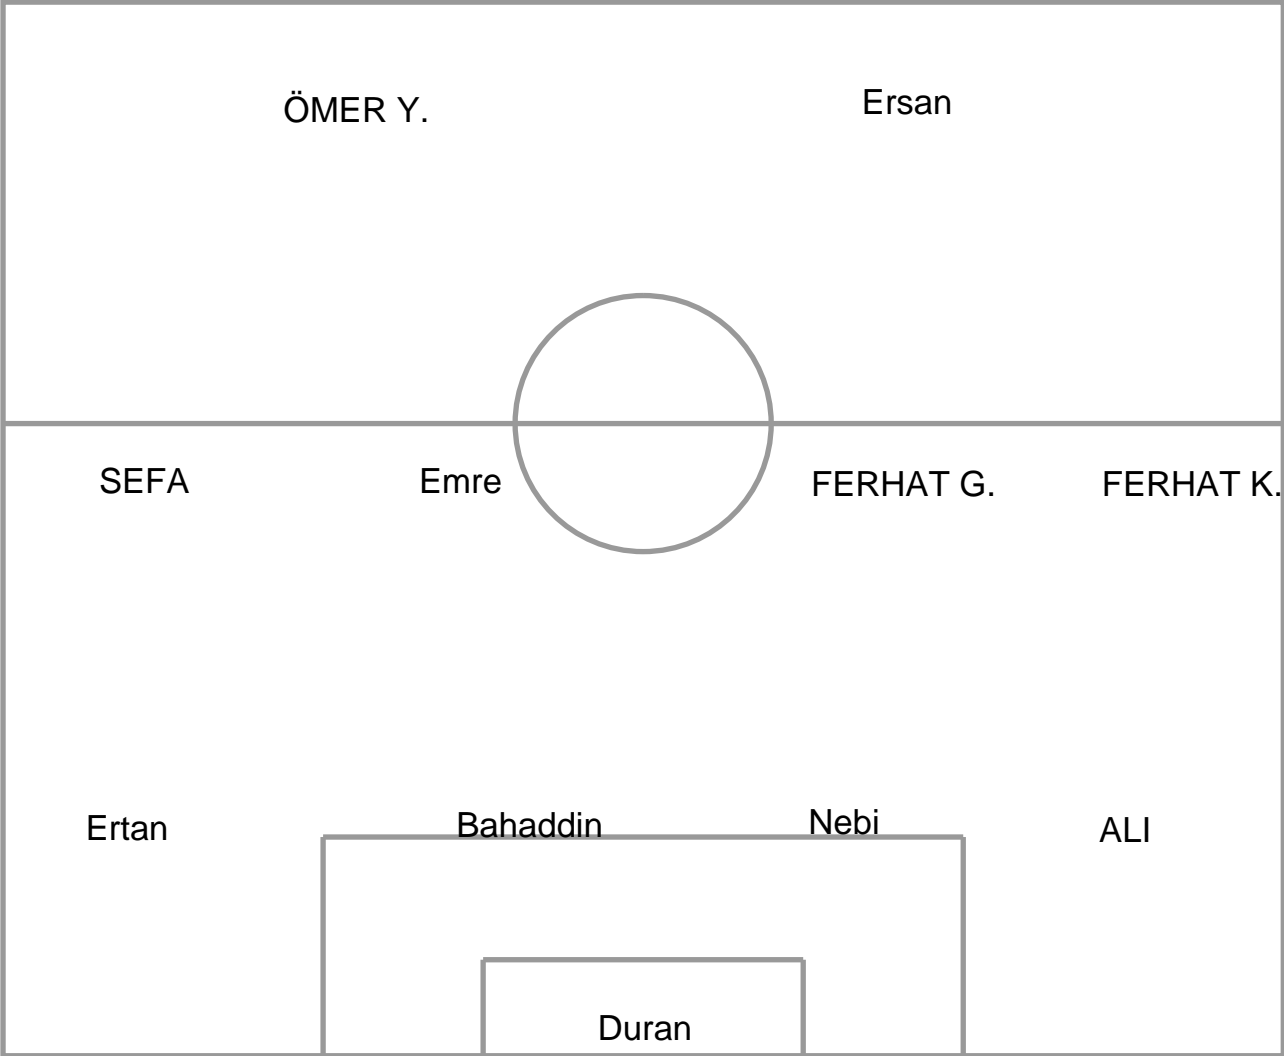 ÖMER Y.
Ersan
SEFA
Emre
FERHAT G.
FERHAT K.
Ertan
Bahaddin
Nebi
ALI
Duran